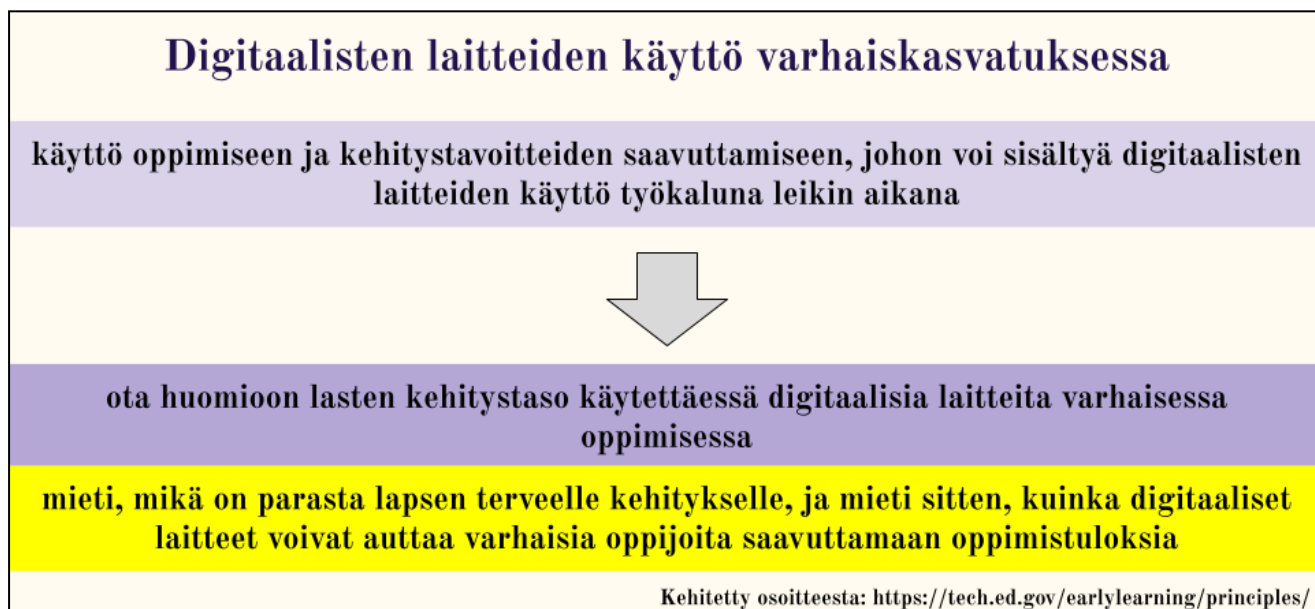 Digitaalisten laitteiden käyttö varhaiskasvatuksessa
käyttö oppimiseen ja kehitystavoitteiden saavuttamiseen, johon voi sisältyä digitaalisten
laitteiden käyttö työkaluna leikin aikana
ota huomioon lasten kehitystaso käytettäessä digitaalisia laitteita varhaisessa
oppimisessa
mieti, mikä on parasta lapsen terveelle kehitykselle, ja mieti sitten, kuinka digitaaliset
laitteet voivat auttaa varhaisia oppijoita saavuttamaan oppimistuloksia
Kehitetty osoitteesta: https://tech.ed.gov/earlylearning/principles/